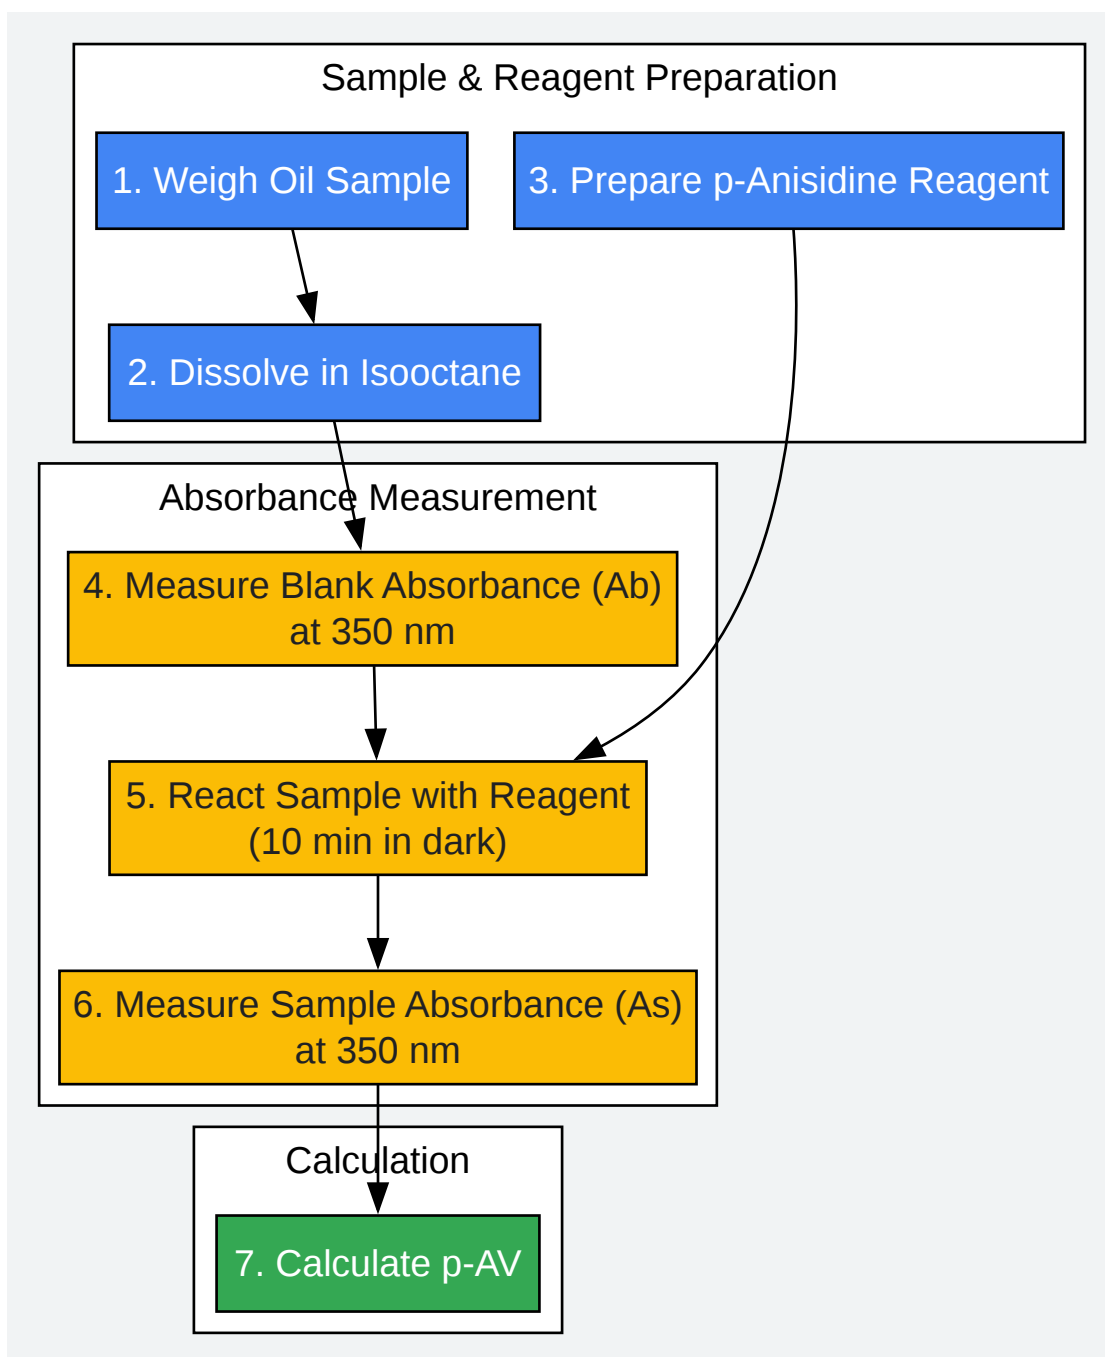 Sample & Reagent Preparation
1. Weigh Oil Sample
3. Prepare p-Anisidine Reagent
2. Dissolve in Isooctane
Absorbance Measurement
4. Measure Blank Absorbance (Ab)
at 350 nm
5. React Sample with Reagent
(10 min in dark)
6. Measure Sample Absorbance (As)
at 350 nm
Calculation
7. Calculate p-AV